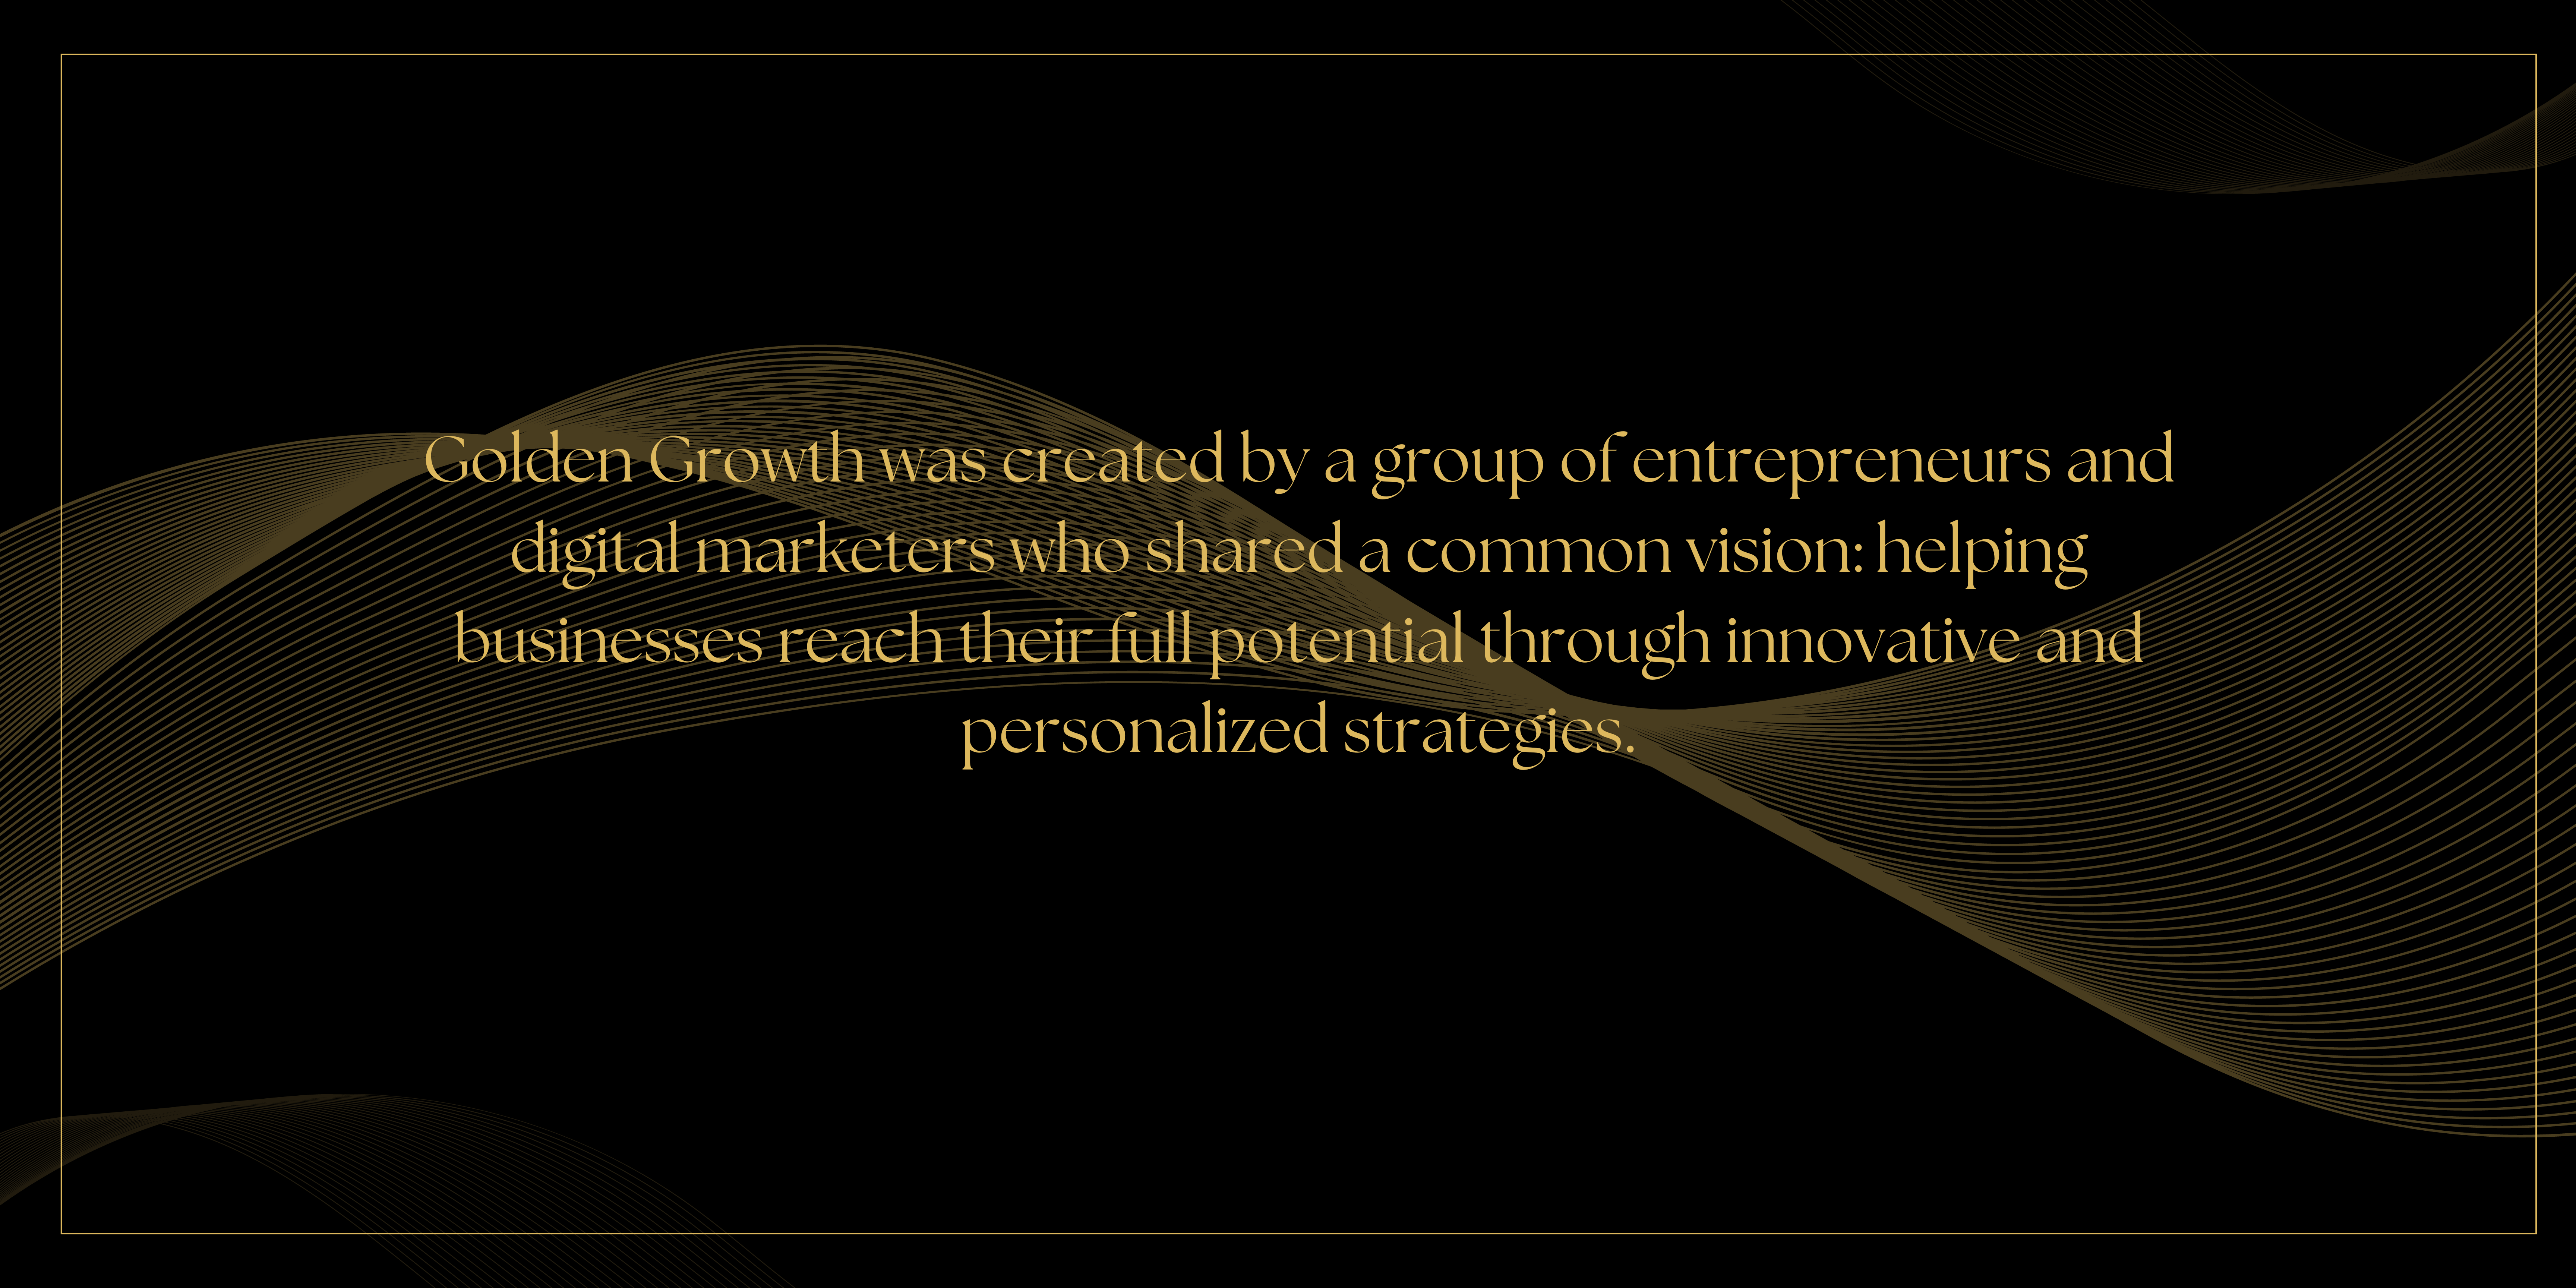 Golden Growth was created by a group of entrepreneurs and
digital marketers who shared a common vision: helping
businesses reach their full potential through innovative and
personalized strategies.